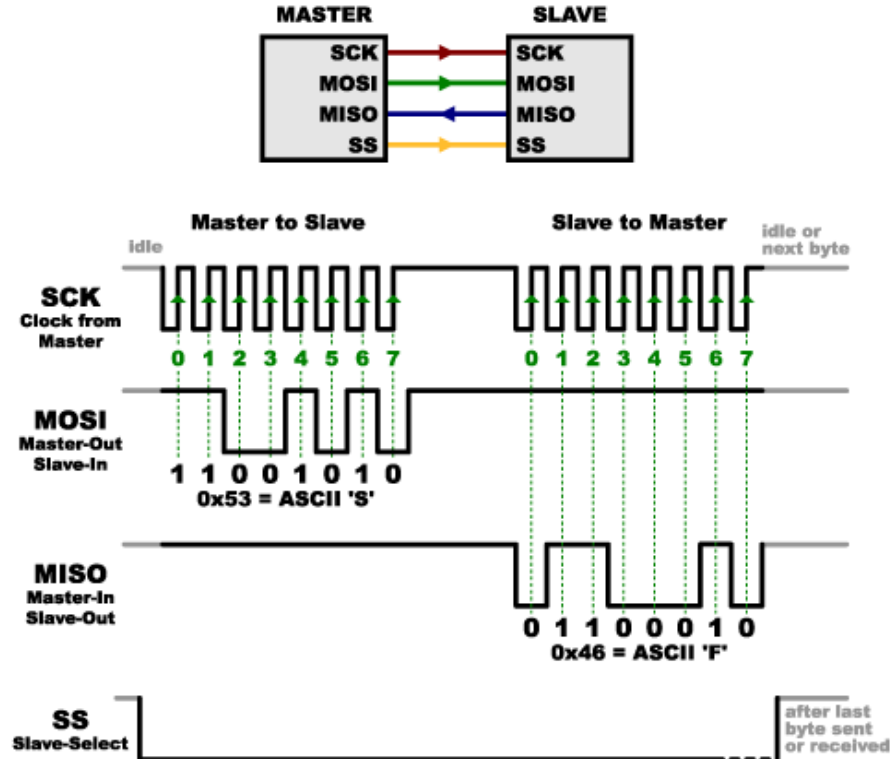 MASTER SLAVE
SCK SCK
MOSI MOSI
MISO MISO
SS SS
Master to Slave Slave to Master
idle
idle or
next byte
SCK
Clock from
Master
0 1 2 3 4 5 6 7 0 1 2 3 4 5 6 7
MOSI
Master-Out
Slave-In
1 1 0 0 1 0 1 0
0x53 = ASCII 'S'
MISO
Master-In
Slave-Out
0 1 1 0 0 0 1 0
0x46 = ASCII 'F'
SS
Slave-Select
after last
byte sent
or received